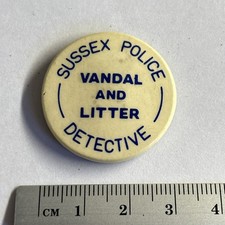 SUSSEX POLICE
VANDAL
AND
LITTER
DETECTIVE
CM 1 2 3 4